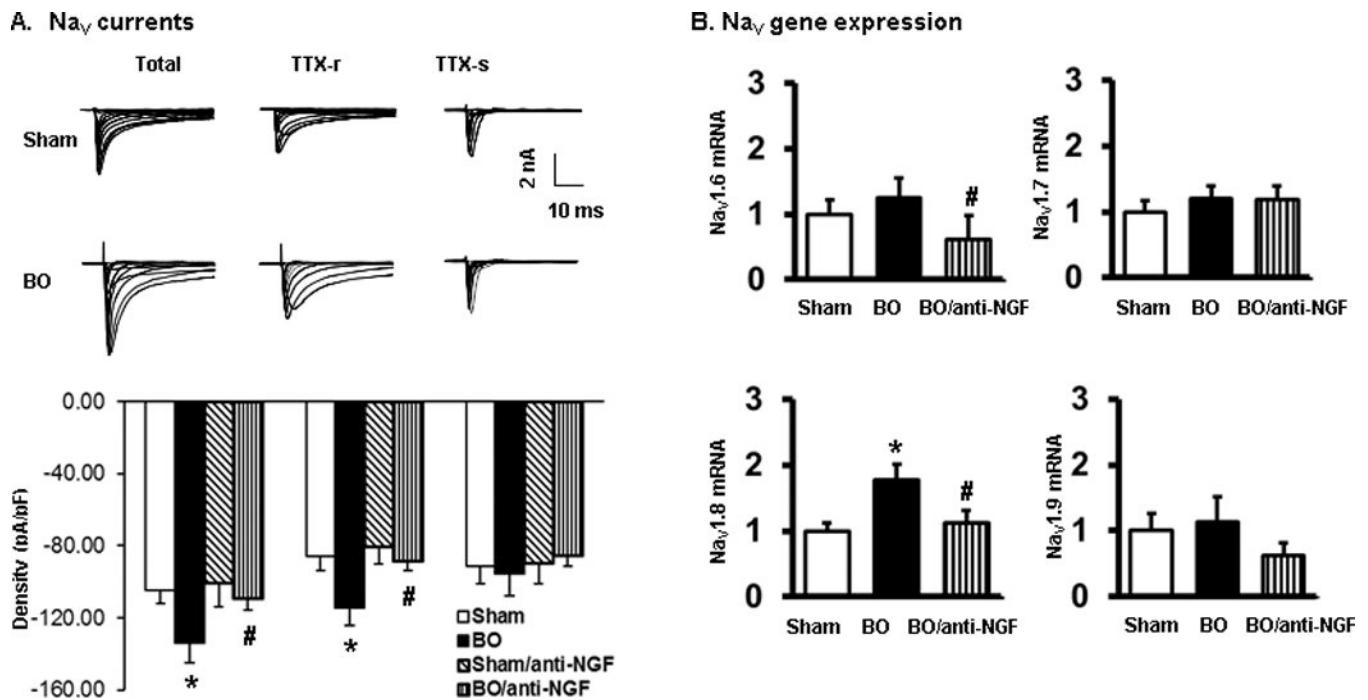 A. NaV currents
Total TTX-r TTX-s
Sham
2 nA
10 ms
BO
0.00
-40.00
-80.00
-120.00
-160.00
Density (pA/pF)
* # * #
Sham
BO
Sham/anti-NGF
BO/anti-NGF
B. NaV gene expression
NaV1.6 mRNA
3
2
1
0
#
Sham BO BO/anti-NGF
NaV1.7 mRNA
3
2
1
0
Sham BO BO/anti-NGF
NaV1.8 mRNA
3
2
1
0
* #
Sham BO BO/anti-NGF
NaV1.9 mRNA
3
2
1
0
Sham BO BO/anti-NGF